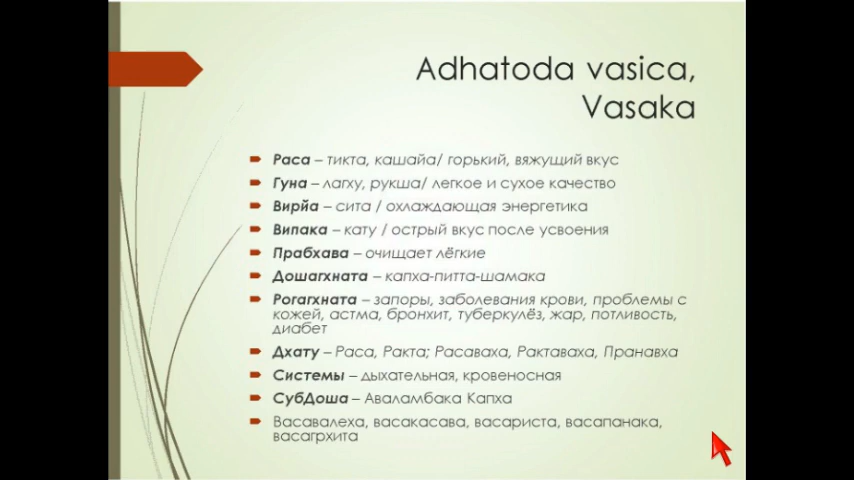 Adhatoda vasica,
Vasaka
Раса – тикта, кашайа/ горький, вяжущий вкус
Гуна – лагху, рукша/ легкое и сухое качество
Вирйа – сита / охлаждающая энергетика
Випака – кату / острый вкус после усвоения
Прабхава – очищает лёгкие
Дошагхната – капха-питта-шамака
Рогагхната – запоры, заболевания крови, проблемы с
кожей, астма, бронхит, туберкулёз, жар, потливость,
диабет
Дхату – Раса, Ракта; Расаваха, Рактаваха, Пранавха
Системы – дыхательная, кровеносная
СубДоша – Аваламбака Капха
Васавалеха, васакасава, васариста, васапанака,
васагрхита